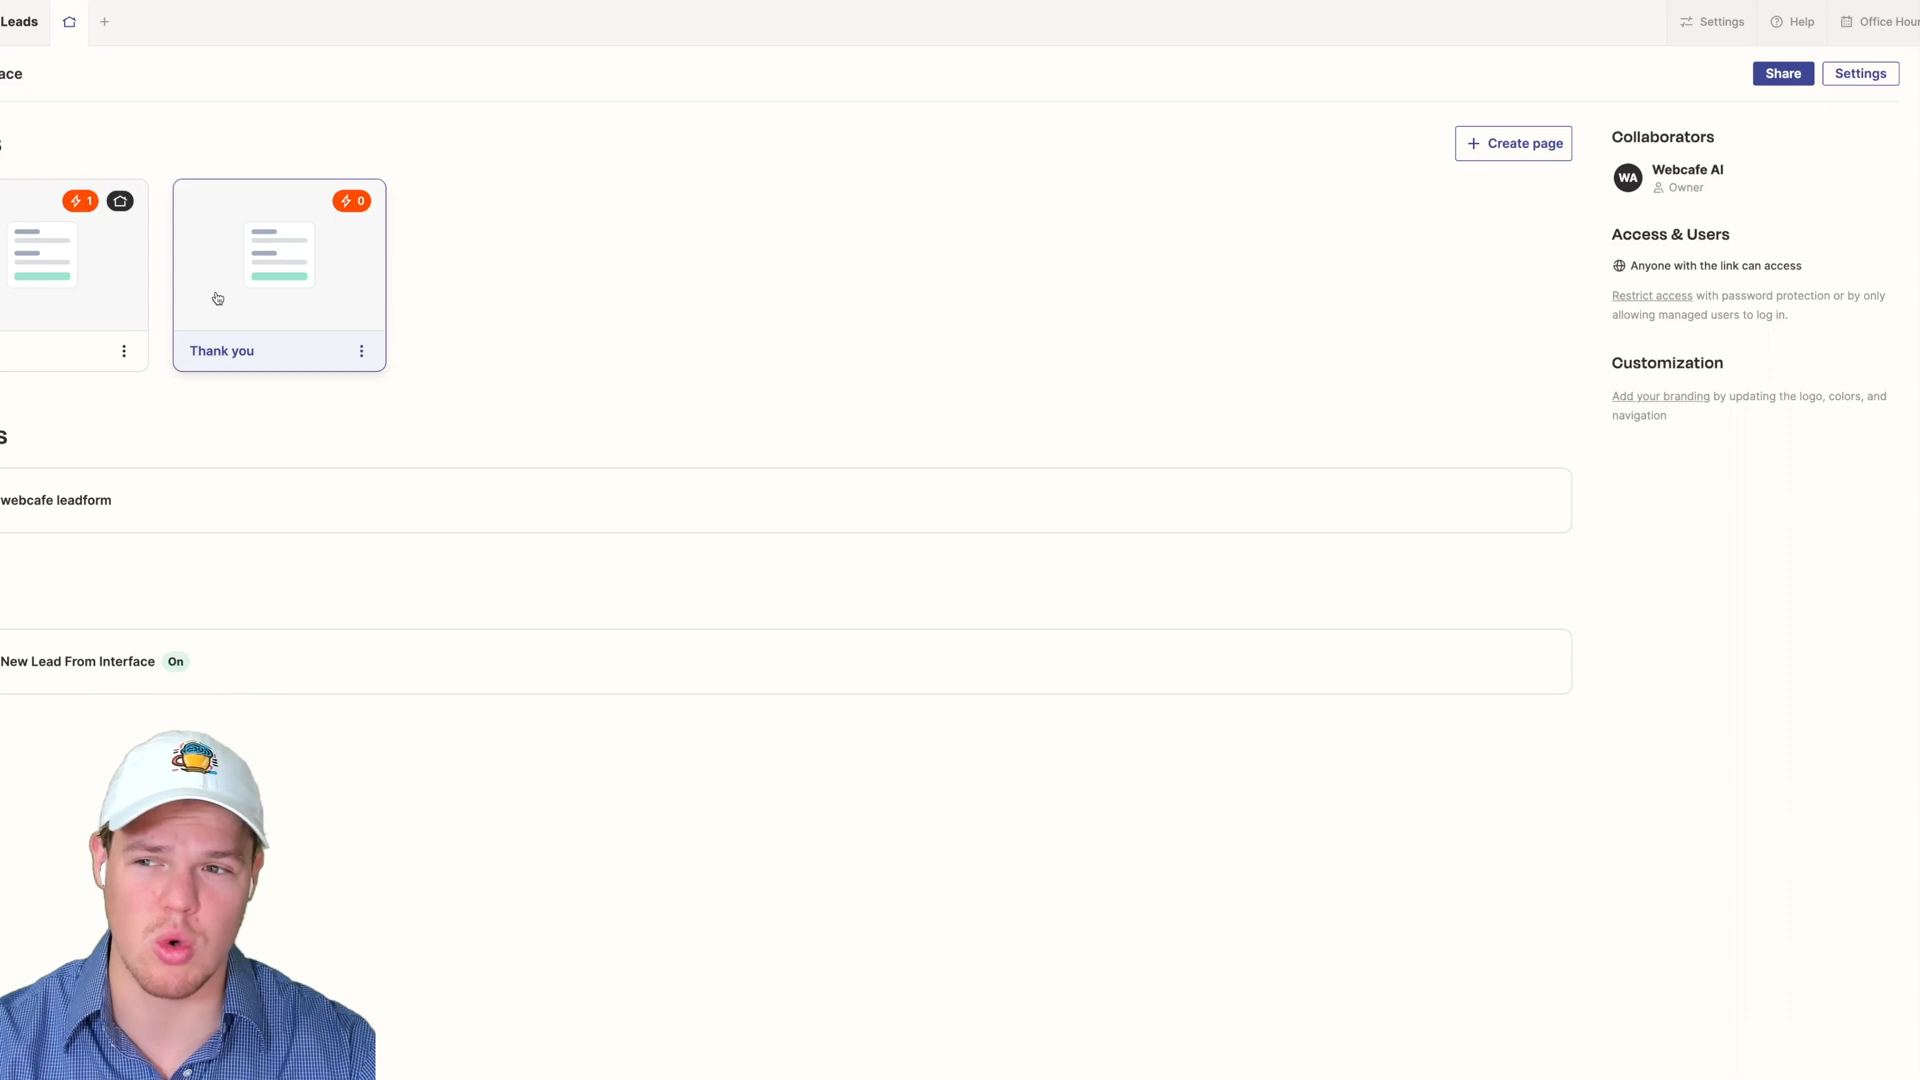 Leads
Settings
Help
Office Hour
ace
Share
Settings
s
Create page
1
0
Thank you
Collaborators
WA
Webcafe AI
Owner
Access & Users
Anyone with the link can access
Restrict access with password protection or by only
allowing managed users to log in.
Customization
Add your branding by updating the logo, colors, and
navigation
s
webcafe leadform
New Lead From Interface On